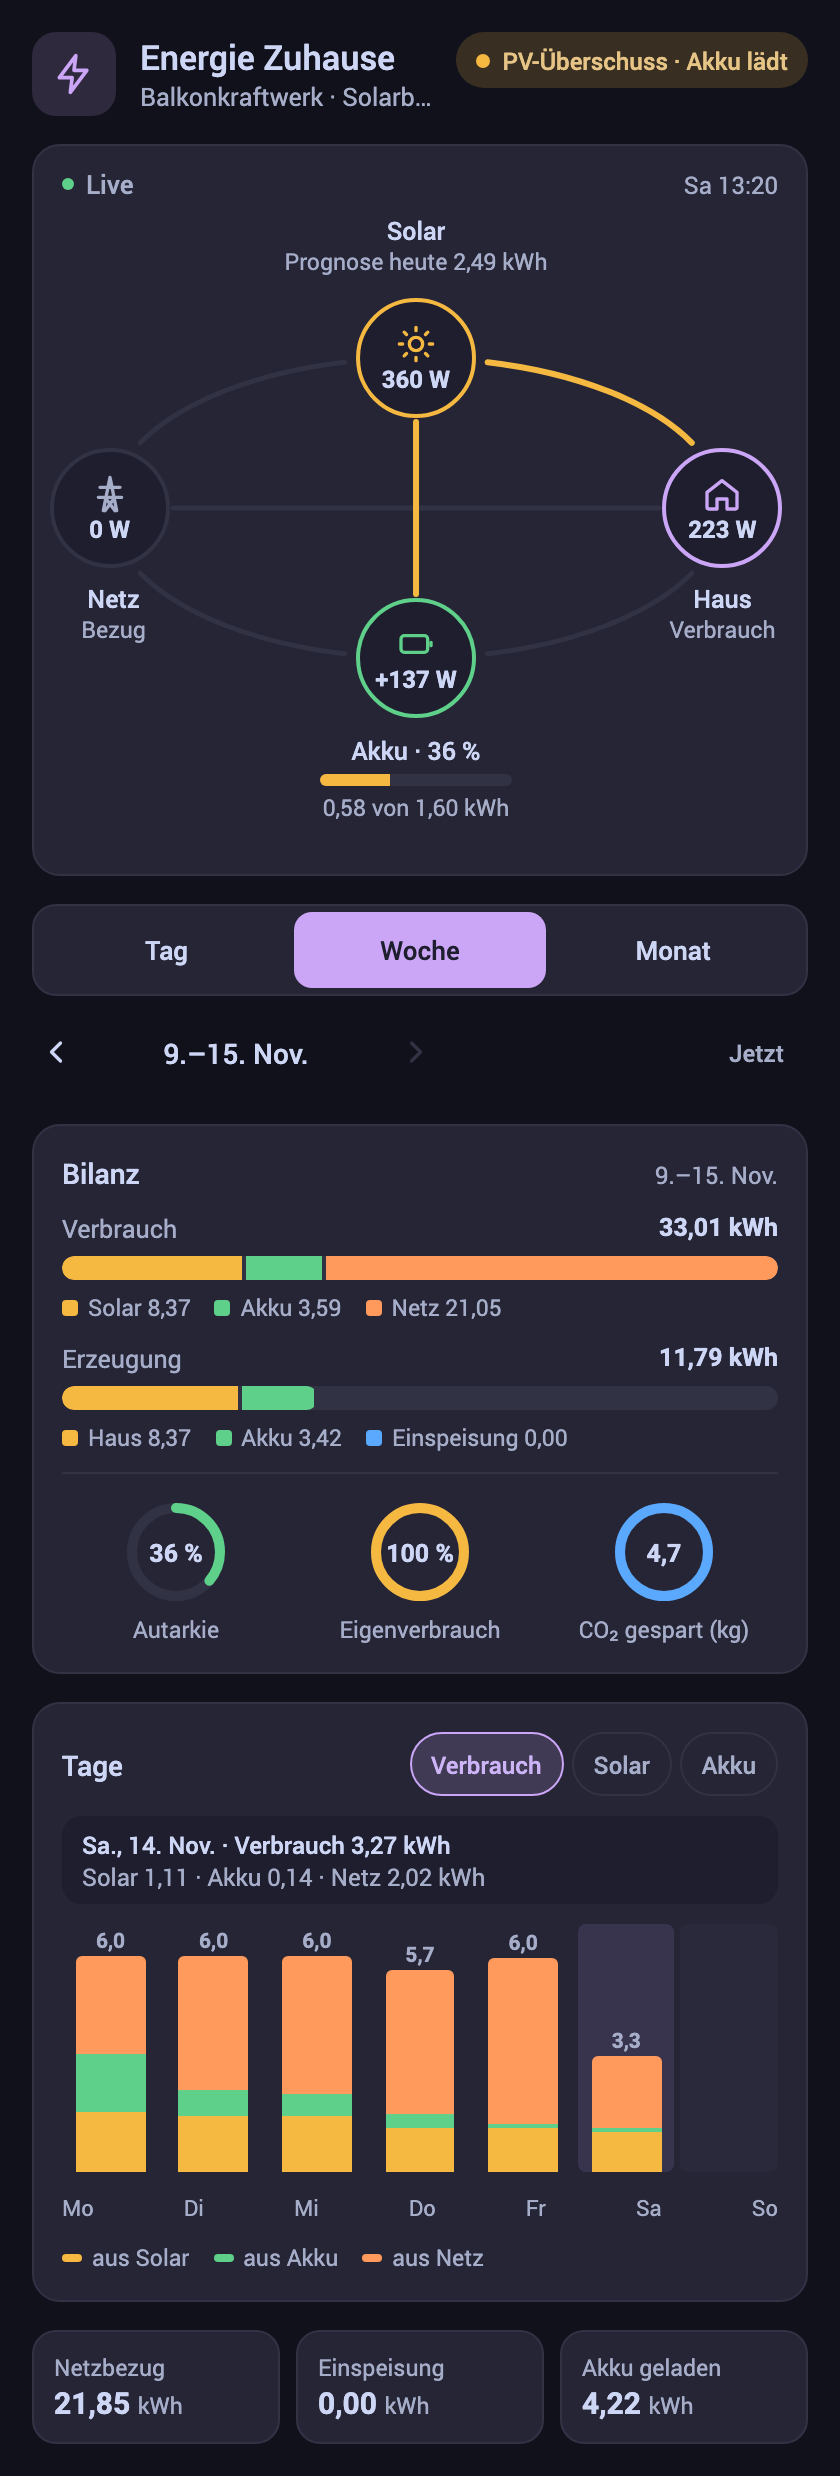 Energie Zuhause
Balkonkraftwerk · Solarb...
PV-Überschuss · Akku lädt
Live
Sa 13:20
Solar
Prognose heute 2,49 kWh
360 W
0 W
223 W
Netz
Bezug
Haus
Verbrauch
+137 W
Akku · 36 %
0,58 von 1,60 kWh
Tag
Woche
Monat
9.–15. Nov.
Jetzt
Bilanz
9.–15. Nov.
Verbrauch
33,01 kWh
Solar 8,37
Akku 3,59
Netz 21,05
Erzeugung
11,79 kWh
Haus 8,37
Akku 3,42
Einspeisung 0,00
36 %
100 %
4,7
Autarkie
Eigenverbrauch
CO₂ gespart (kg)
Tage
Verbrauch
Solar
Akku
Sa., 14. Nov. · Verbrauch 3,27 kWh
Solar 1,11 · Akku 0,14 · Netz 2,02 kWh
6,0
6,0
6,0
5,7
6,0
3,3
Mo
Di
Mi
Do
Fr
Sa
So
aus Solar
aus Akku
aus Netz
Netzbezug
21,85 kWh
Einspeisung
0,00 kWh
Akku geladen
4,22 kWh